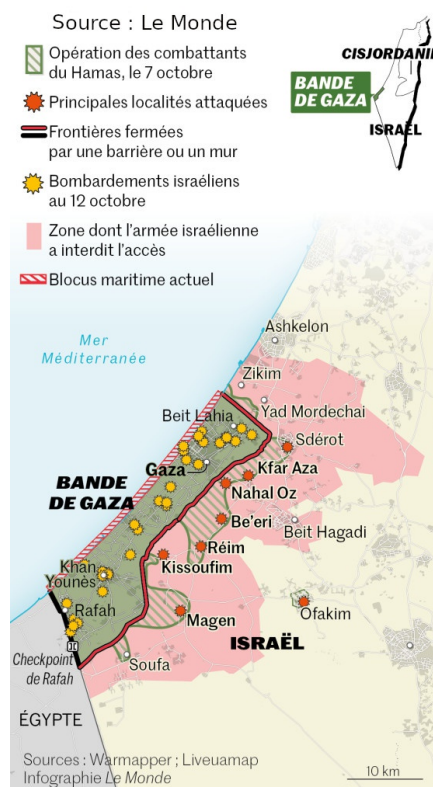 Source : Le Monde
Opération des combattants
du Hamas, le 7 octobre
Principales localités attaquées
Frontières fermées
par une barrière ou un mur
Bombardements israéliens
au 12 octobre
Zone dont l'armée israélienne
a interdit l'accès
Blocus maritime actuel
CISJORDANIE
BANDE
DE GAZA
ISRAËL
Mer
Méditerranée
Ashkelon
Zikim
Yad Mordechai
Beit Lahia
Sdérot
Gaza
Kfar Aza
BANDE
DE GAZA
Nahal Oz
Be'eri
Beit Hagadi
Réim
Khan
Younès
Kissoufim
Rafah
Magen
Ofakim
ISRAËL
Checkpoint
de Rafah
Soufa
ÉGYPTE
Sources : Warmapper ; Liveuamap
Infographie Le Monde
10 km